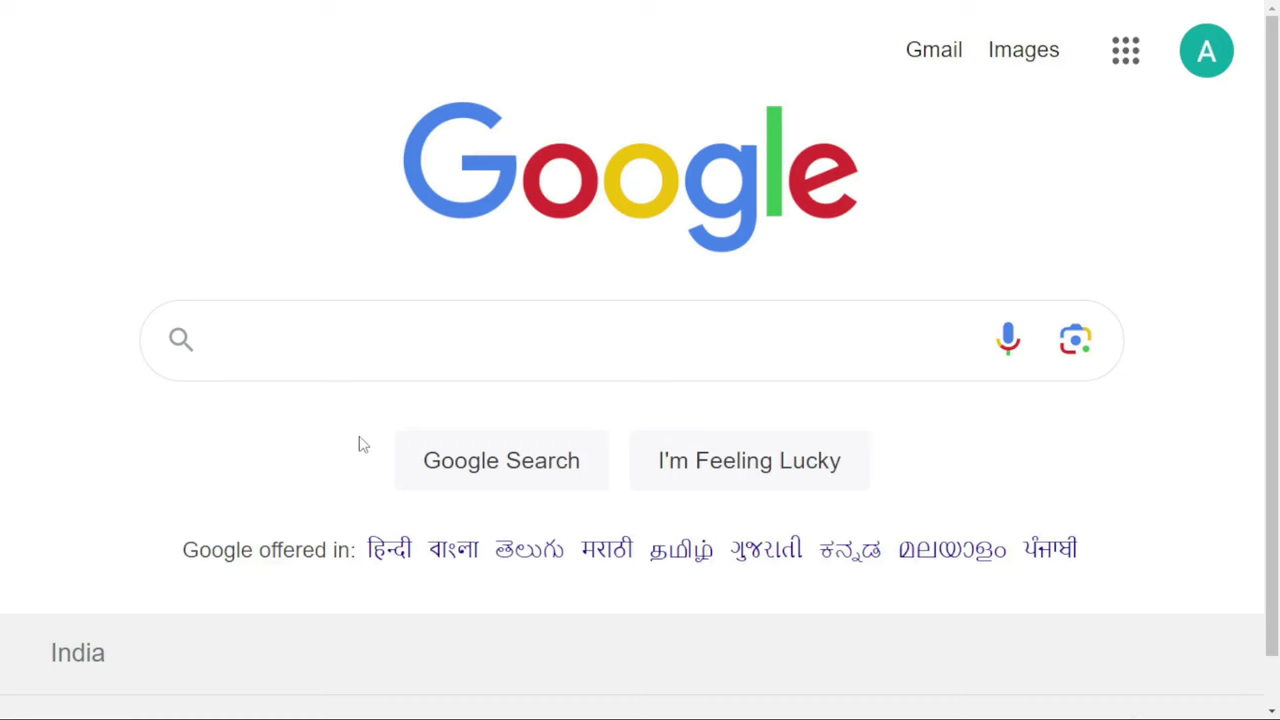 Gmail Images A
Google
Google Search I'm Feeling Lucky
Google offered in: हिन्दी বাংলা తెలుగు मराठी தமிழ் ગુજરાતી ಕನ್ನಡ മലയാളം ਪੰਜਾਬੀ
India